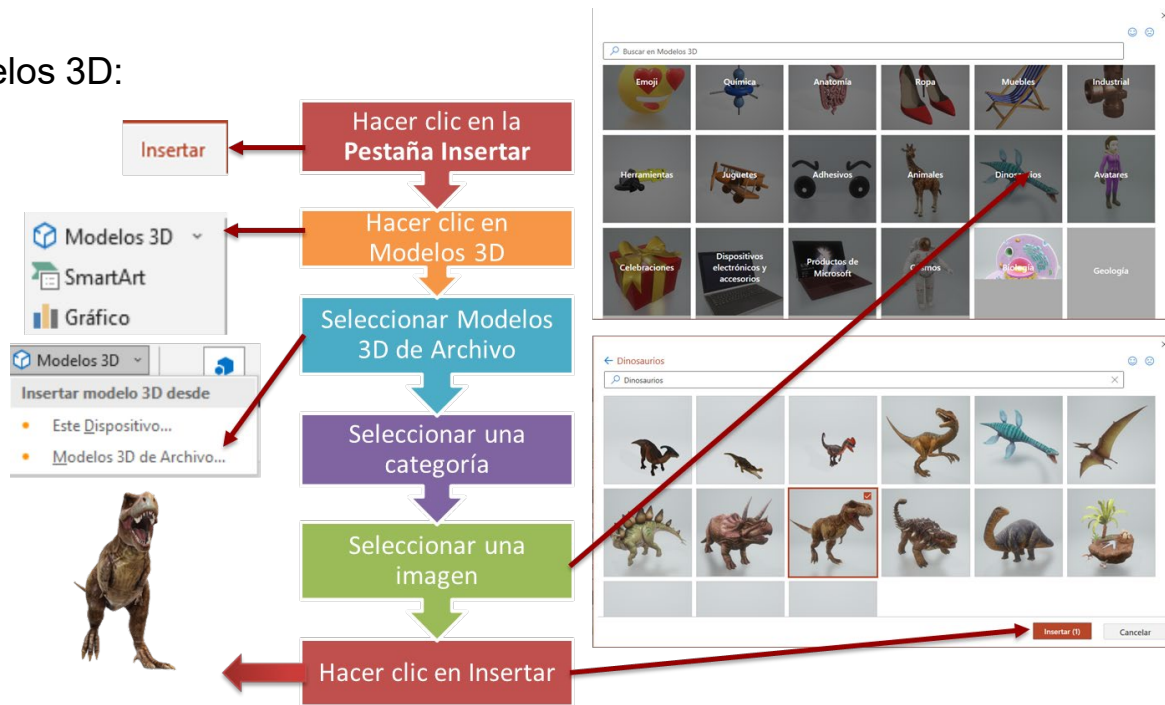 elos 3D:
Insertar
Modelos 3D
SmartArt
Gráfico
Modelos 3D
Insertar modelo 3D desde
Este Dispositivo...
Modelos 3D de Archivo...
Hacer clic en la
Pestaña Insertar
Hacer clic en
Modelos 3D
Seleccionar Modelos
3D de Archivo
Seleccionar una
categoría
Seleccionar una
imagen
Hacer clic en Insertar
Buscar en Modelos 3D
Emoji
Química
Anatomía
Ropa
Muebles
Industrial
Herramientas
Juguetes
Adhesivos
Animales
Dinosaurios
Avatares
Celebraciones
Dispositivos
electrónicos y
accesorios
Productos de
Microsoft
Cosmos
Biología
Geología
Dinosaurios
Dinosaurios
Insertar (1)
Cancelar